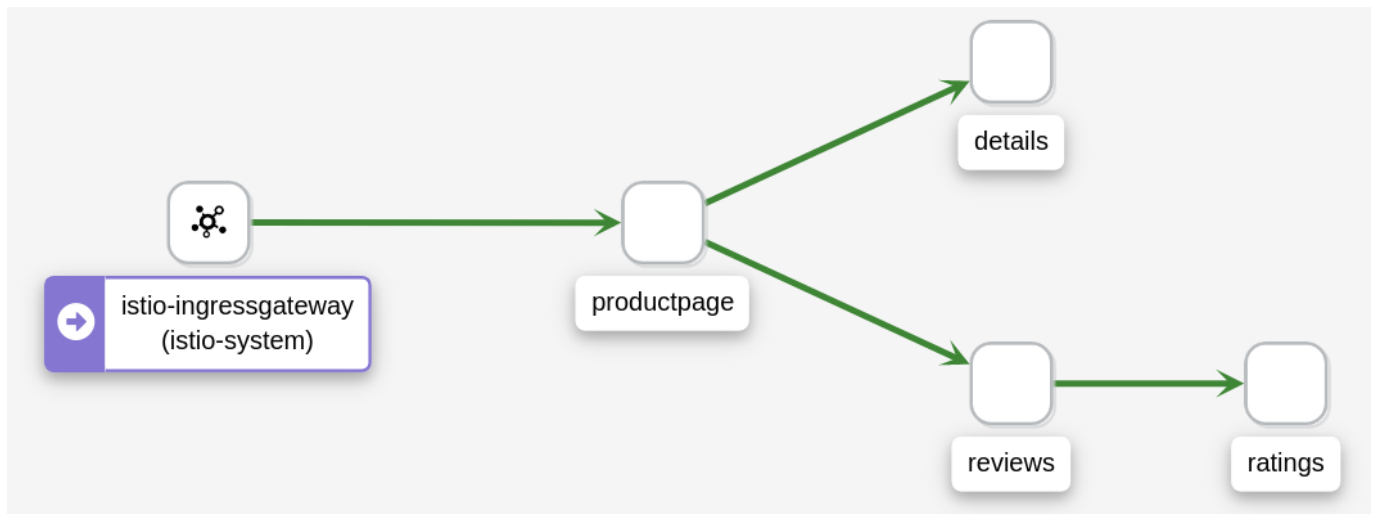 details
istio-ingressgateway
(istio-system)
productpage
reviews
ratings